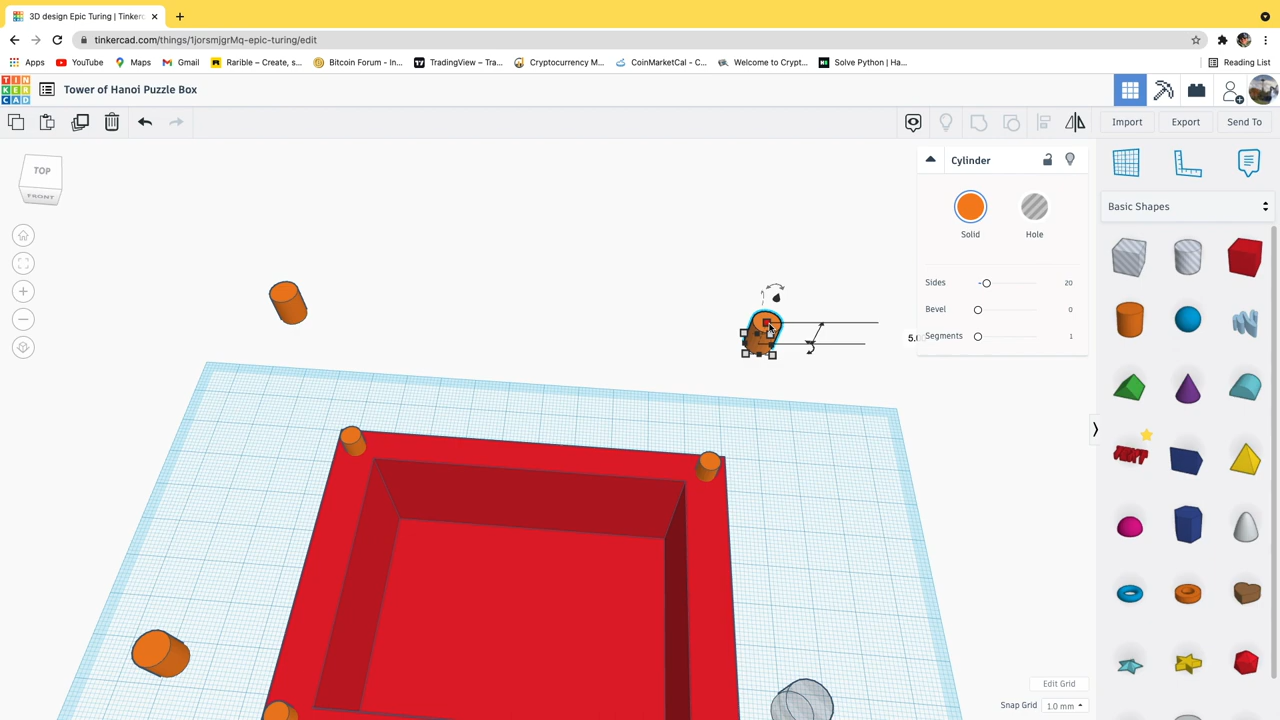 3D design Epic Turing | Tinkerc
tinkercad.com/things/1jorsmjgrMq-epic-turing/edit
Apps YouTube Maps Gmail Rarible – Create, s... Bitcoin Forum - In... TradingView – Tra... Cryptocurrency M... CoinMarketCal - C... Welcome to Crypt... Solve Python | Ha... Reading List
TIN
KER
CAD
Tower of Hanoi Puzzle Box
Import Export Send To
TOP
FRONT
Cylinder
Solid Hole
Sides 20
Bevel 0
Segments 1
5.0
Basic Shapes
Edit Grid
Snap Grid 1.0 mm